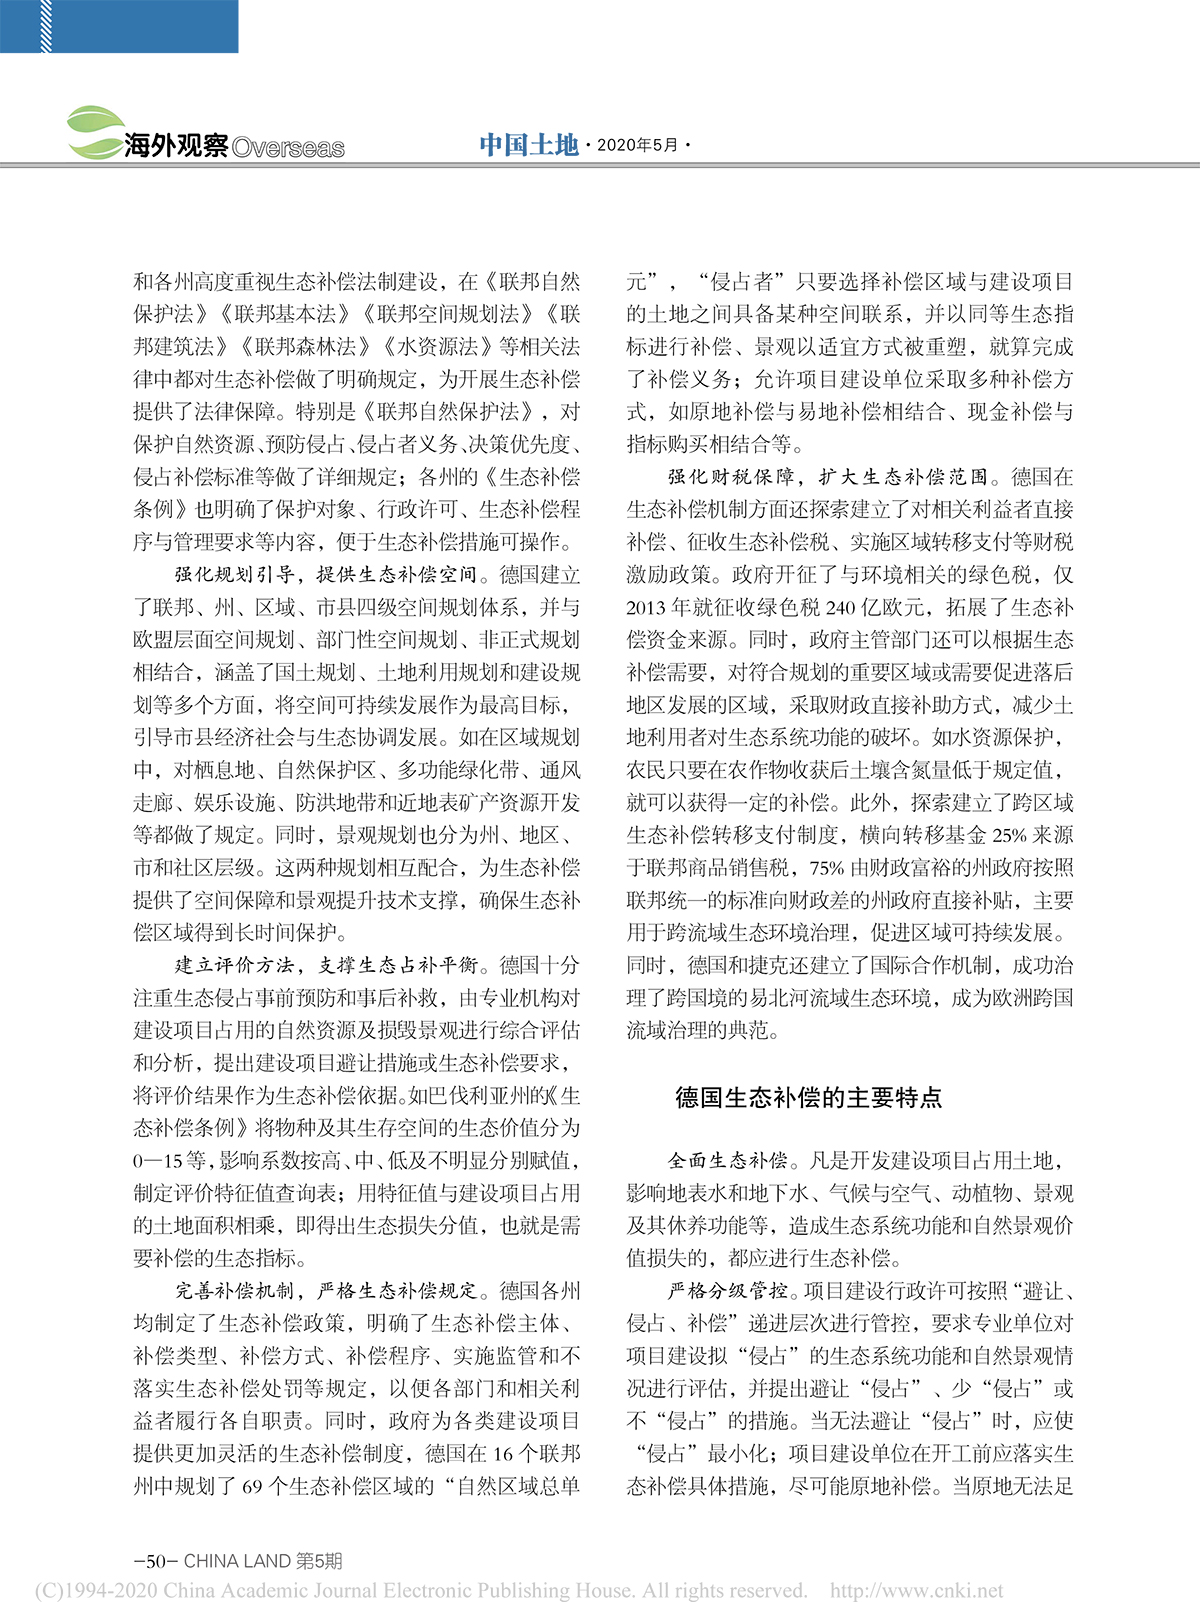 海外观察 Overseas
中国土地·2020年5月·
和各州高度重视生态补偿法制建设，在《联邦自然
保护法》《联邦基本法》《联邦空间规划法》《联
邦建筑法》《联邦森林法》《水资源法》等相关法
律中都对生态补偿做了明确规定，为开展生态补偿
提供了法律保障。特别是《联邦自然保护法》，对
保护自然资源、预防侵占、侵占者义务、决策优先度、
侵占补偿标准等做了详细规定；各州的《生态补偿
条例》也明确了保护对象、行政许可、生态补偿程
序与管理要求等内容，便于生态补偿措施可操作。
强化规划引导，提供生态补偿空间。德国建立
了联邦、州、区域、市县四级空间规划体系，并与
欧盟层面空间规划、部门性空间规划、非正式规划
相结合，涵盖了国土规划、土地利用规划和建设规
划等多个方面，将空间可持续发展作为最高目标，
引导市县经济社会与生态协调发展。如在区域规划
中，对栖息地、自然保护区、多功能绿化带、通风
走廊、娱乐设施、防洪地带和近地表矿产资源开发
等都做了规定。同时，景观规划也分为州、地区、
市和社区层级。这两种规划相互配合，为生态补偿
提供了空间保障和景观提升技术支撑，确保生态补
偿区域得到长时间保护。
建立评价方法，支撑生态占补平衡。德国十分
注重生态侵占事前预防和事后补救，由专业机构对
建设项目占用的自然资源及损毁景观进行综合评估
和分析，提出建设项目避让措施或生态补偿要求，
将评价结果作为生态补偿依据。如巴伐利亚州的《生
态补偿条例》将物种及其生存空间的生态价值分为
0—15等，影响系数按高、中、低及不明显分别赋值，
制定评价特征值查询表；用特征值与建设项目占用
的土地面积相乘，即得出生态损失分值，也就是需
要补偿的生态指标。
完善补偿机制，严格生态补偿规定。德国各州
均制定了生态补偿政策，明确了生态补偿主体、
补偿类型、补偿方式、补偿程序、实施监管和不
落实生态补偿处罚等规定，以便各部门和相关利
益者履行各自职责。同时，政府为各类建设项目
提供更加灵活的生态补偿制度，德国在16个联邦
州中规划了69个生态补偿区域的“自然区域总单
元”，“侵占者”只要选择补偿区域与建设项目
的土地之间具备某种空间联系，并以同等生态指
标进行补偿、景观以适宜方式被重塑，就算完成
了补偿义务；允许项目建设单位采取多种补偿方
式，如原地补偿与易地补偿相结合、现金补偿与
指标购买相结合等。
强化财税保障，扩大生态补偿范围。德国在
生态补偿机制方面还探索建立了对相关利益者直接
补偿、征收生态补偿税、实施区域转移支付等财税
激励政策。政府开征了与环境相关的绿色税，仅
2013年就征收绿色税240亿欧元，拓展了生态补
偿资金来源。同时，政府主管部门还可以根据生态
补偿需要，对符合规划的重要区域或需要促进落后
地区发展的区域，采取财政直接补助方式，减少土
地利用者对生态系统功能的破坏。如水资源保护，
农民只要在农作物收获后土壤含氮量低于规定值，
就可以获得一定的补偿。此外，探索建立了跨区域
生态补偿转移支付制度，横向转移基金25%来源
于联邦商品销售税，75%由财政富裕的州政府按照
联邦统一的标准向财政差的州政府直接补贴，主要
用于跨流域生态环境治理，促进区域可持续发展。
同时，德国和捷克还建立了国际合作机制，成功治
理了跨国境的易北河流域生态环境，成为欧洲跨国
流域治理的典范。
德国生态补偿的主要特点
全面生态补偿。凡是开发建设项目占用土地，
影响地表水和地下水、气候与空气、动植物、景观
及其休养功能等，造成生态系统功能和自然景观价
值损失的，都应进行生态补偿。
严格分级管控。项目建设行政许可按照“避让、
侵占、补偿”递进层次进行管控，要求专业单位对
项目建设拟“侵占”的生态系统功能和自然景观情
况进行评估，并提出避让“侵占”、少“侵占”或
不“侵占”的措施。当无法避让“侵占”时，应使
“侵占”最小化；项目建设单位在开工前应落实生
态补偿具体措施，尽可能原地补偿。当原地无法足
-50- CHINA LAND 第5期
(C)1994-2020 China Academic Journal Electronic Publishing House. All rights reserved. http://www.cnki.net